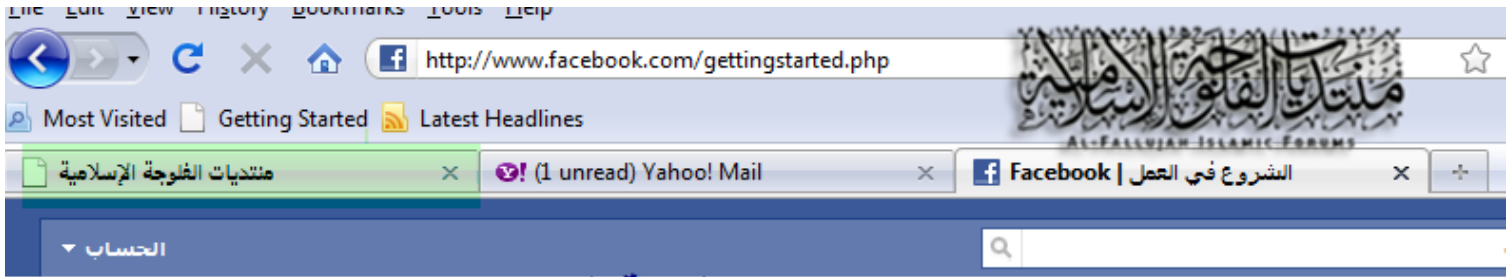 File Edit View History Bookmarks Tools Help
http://www.facebook.com/gettingstarted.php
منتديات الفلوجة الإسلامية
AL-FALLUJAH ISLAMIC FORUMS
Most Visited Getting Started Latest Headlines
منتديات الفلوجة الإسلامية
(1 unread) Yahoo! Mail
الشروع في العمل | Facebook
الحساب